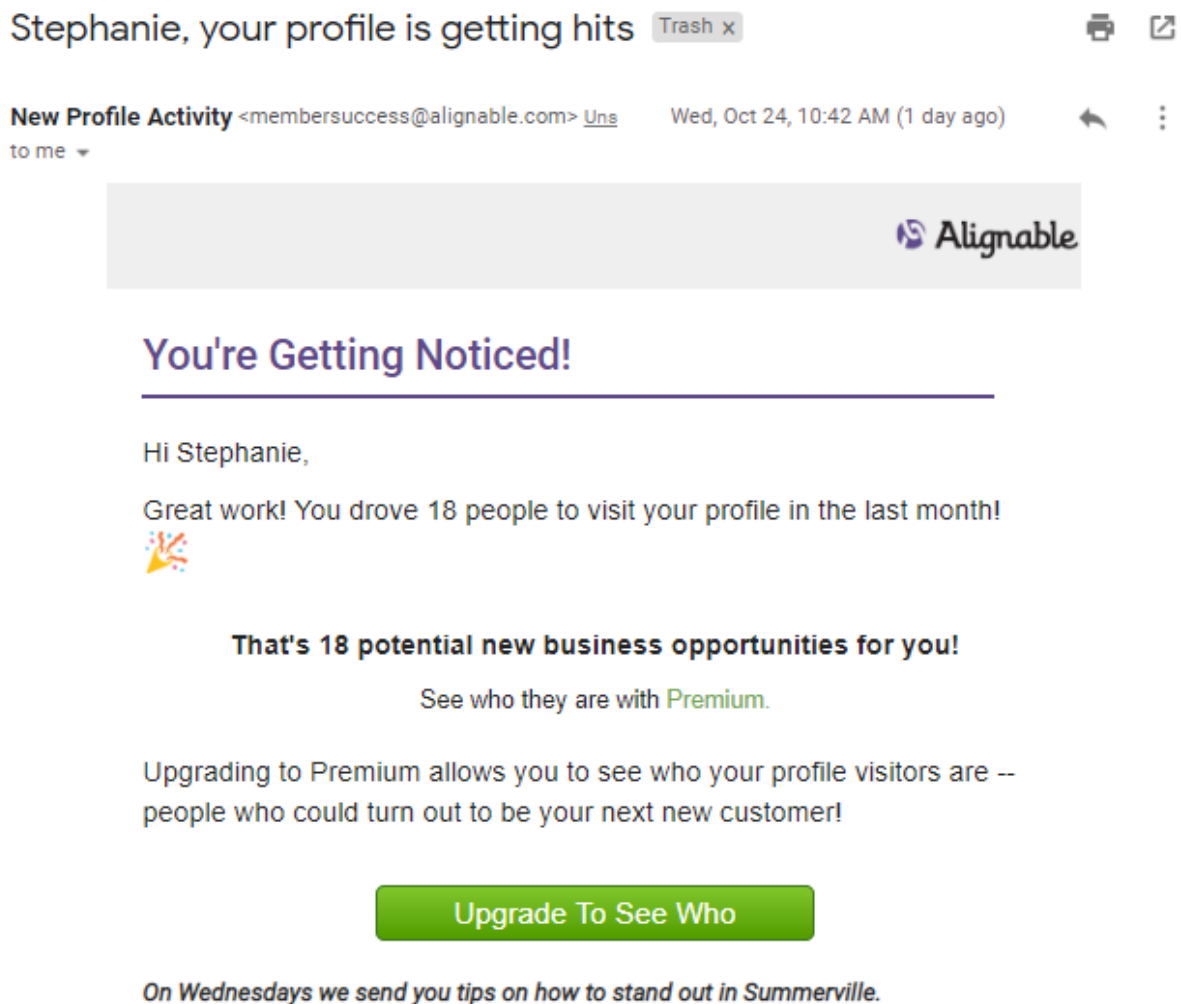 Stephanie, your profile is getting hits Trash x
New Profile Activity <membersuccess@alignable.com> Uns Wed, Oct 24, 10:42 AM (1 day ago)
to me
Alignable
You're Getting Noticed!
Hi Stephanie,
Great work! You drove 18 people to visit your profile in the last month!
That's 18 potential new business opportunities for you!
See who they are with Premium.
Upgrading to Premium allows you to see who your profile visitors are --
people who could turn out to be your next new customer!
Upgrade To See Who
On Wednesdays we send you tips on how to stand out in Summerville.